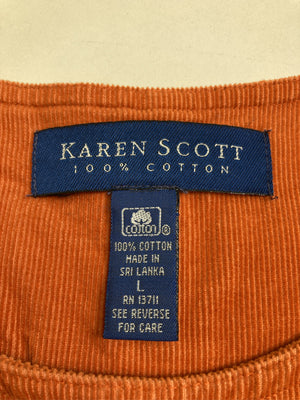 KAREN SCOTT
100% COTTON
cotton ®
100% COTTON
MADE IN
SRI LANKA
L
RN 13711
SEE REVERSE
FOR CARE